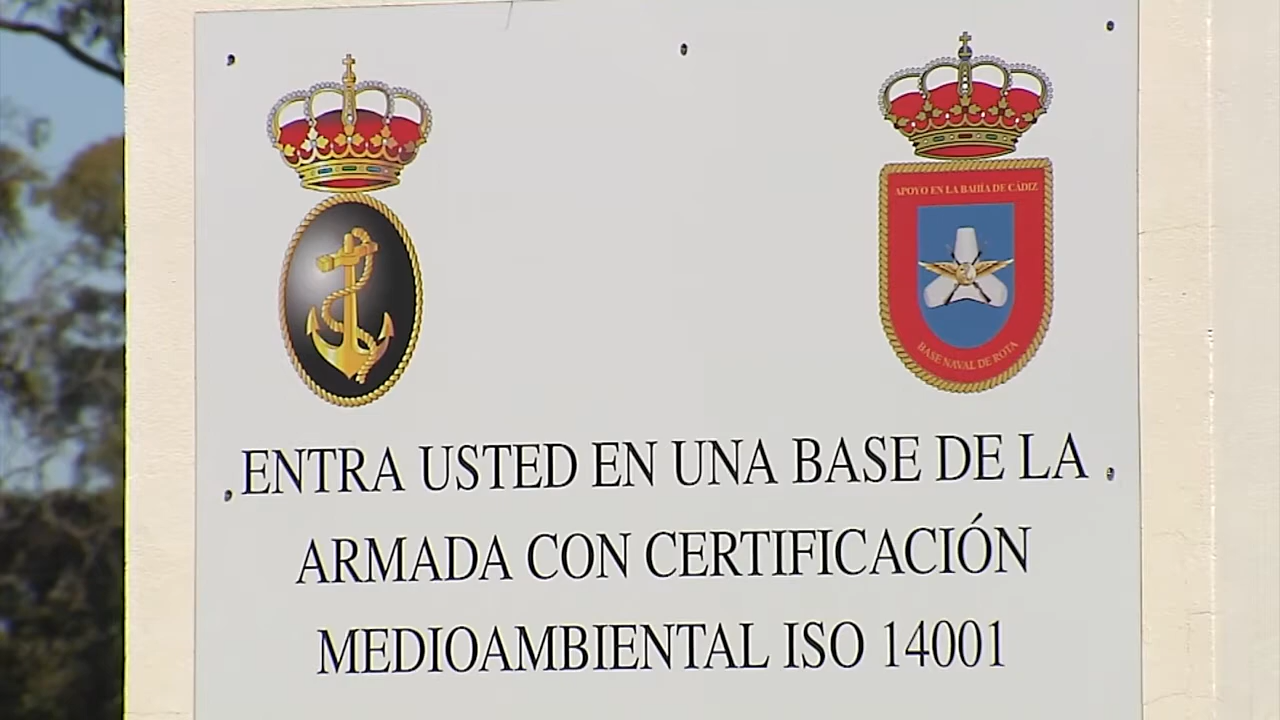 APOYO EN LA BAHÍA DE CÁDIZ
BASE NAVAL DE ROTA
ENTRA USTED EN UNA BASE DE LA
ARMADA CON CERTIFICACIÓN
MEDIOAMBIENTAL ISO 14001